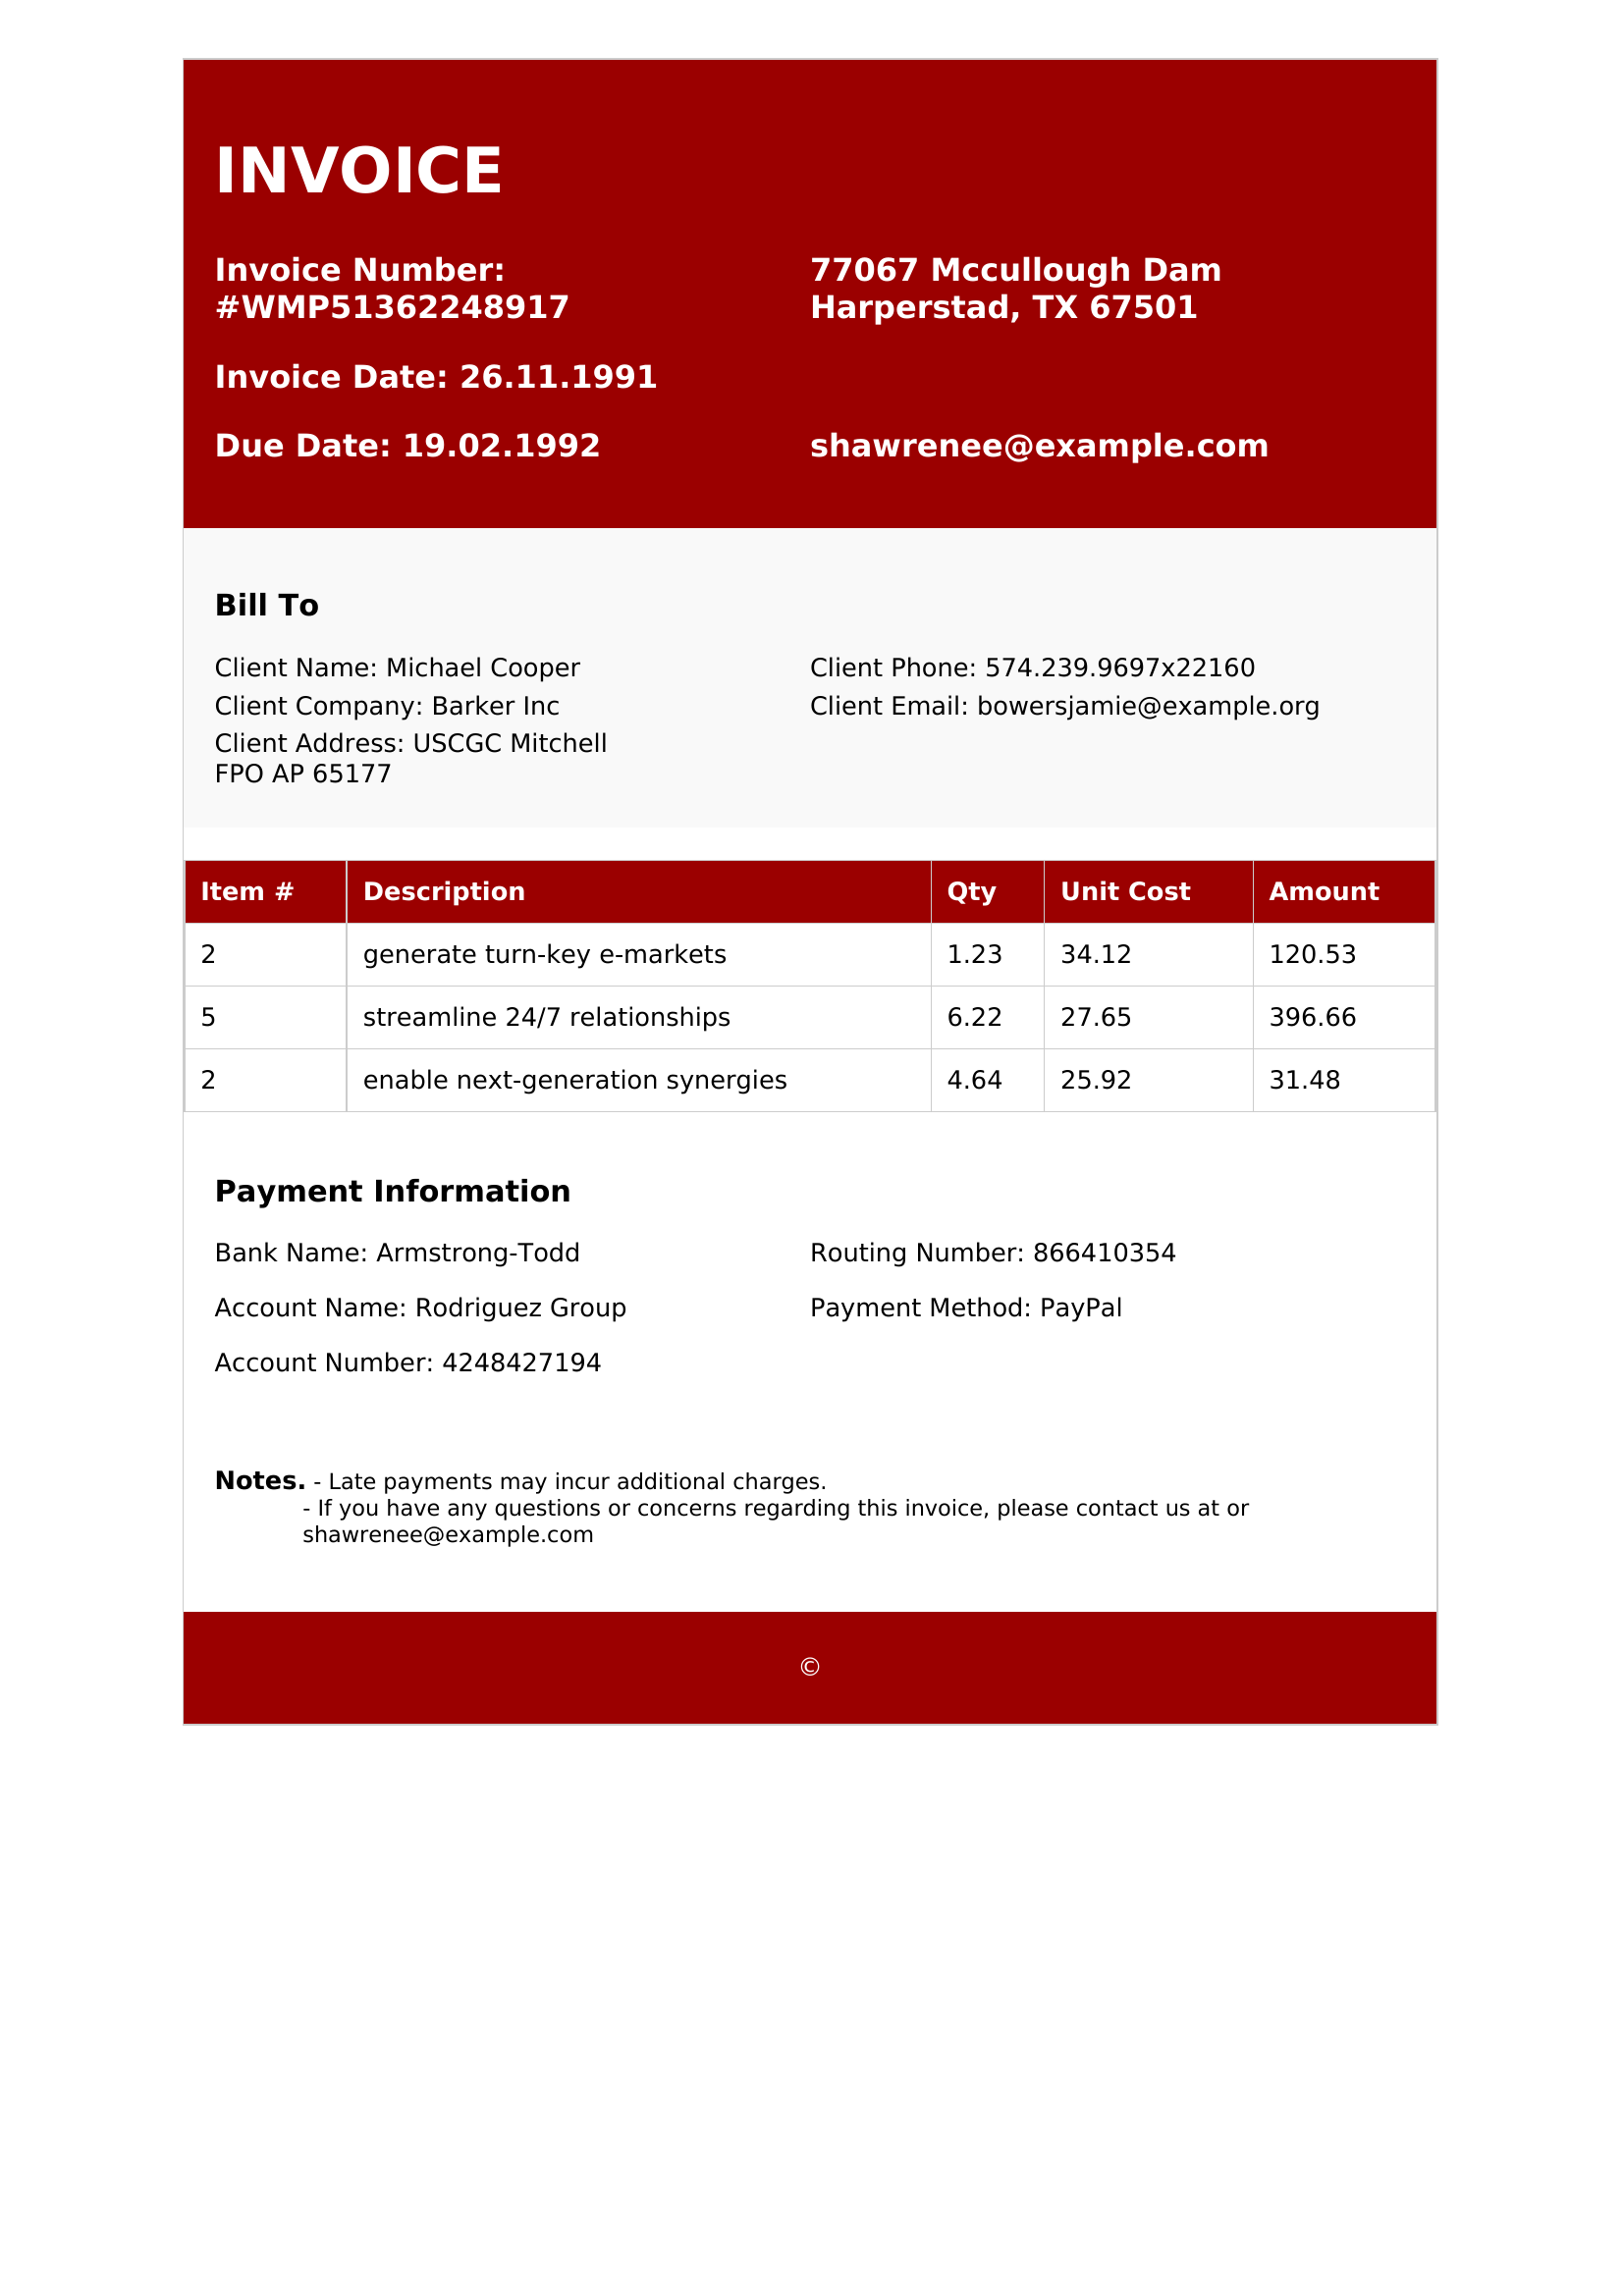 INVOICE
Invoice Number:
#WMP51362248917
77067 Mccullough Dam
Harperstad, TX 67501
Invoice Date: 26.11.1991
Due Date: 19.02.1992
shawrenee@example.com
Bill To
Client Name: Michael Cooper
Client Phone: 574.239.9697x22160
Client Company: Barker Inc
Client Email: bowersjamie@example.org
Client Address: USCGC Mitchell
FPO AP 65177
Item # Description Qty Unit Cost Amount
2 generate turn-key e-markets 1.23 34.12 120.53
5 streamline 24/7 relationships 6.22 27.65 396.66
2 enable next-generation synergies 4.64 25.92 31.48
Payment Information
Bank Name: Armstrong-Todd
Routing Number: 866410354
Account Name: Rodriguez Group
Payment Method: PayPal
Account Number: 4248427194
Notes. - Late payments may incur additional charges.
- If you have any questions or concerns regarding this invoice, please contact us at or
shawrenee@example.com
©